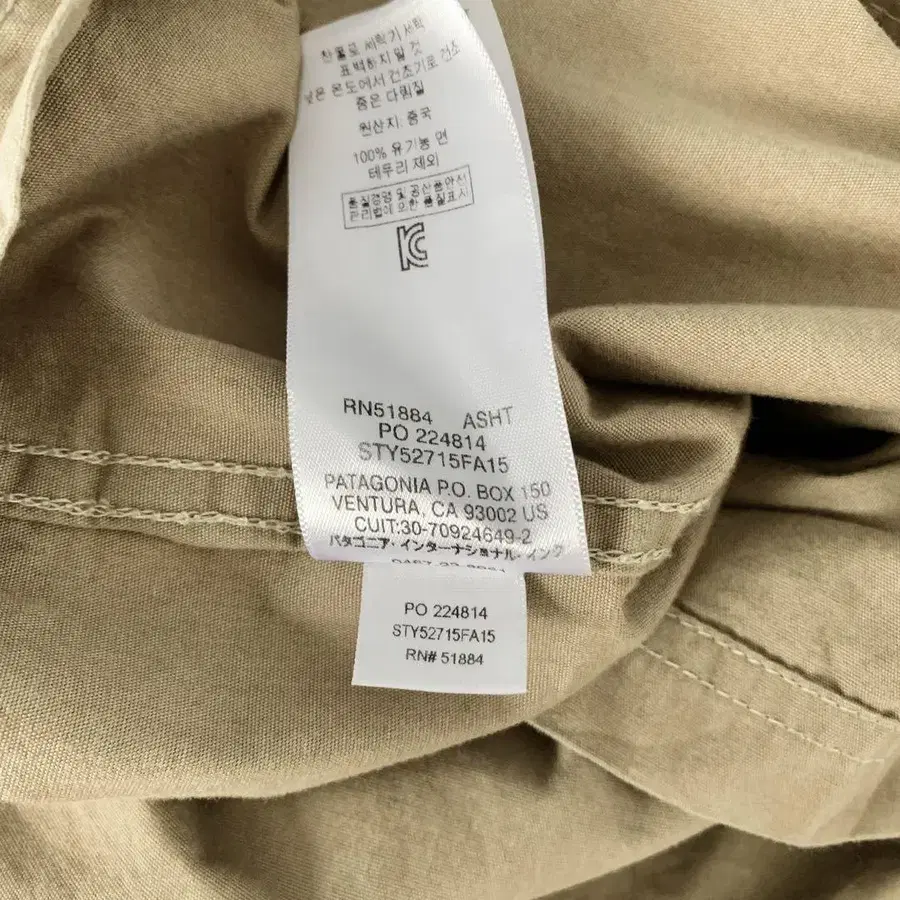 찬물로 세탁기 세탁
표백하지 말 것
낮은 온도에서 건조기로 건조
중은 다림질
원산지: 중국
100% 유기농 면
테두리 제외
품질경영 및 공산품안전
관리법에 의한 품질표시
RN51884 ASHT
PO 224814
STY52715FA15
PATAGONIA P.O. BOX 150
VENTURA, CA 93002 US
CUIT:30-70924649-2
パタゴニア・インターナショナル・インク
PO 224814
STY52715FA15
RN# 51884